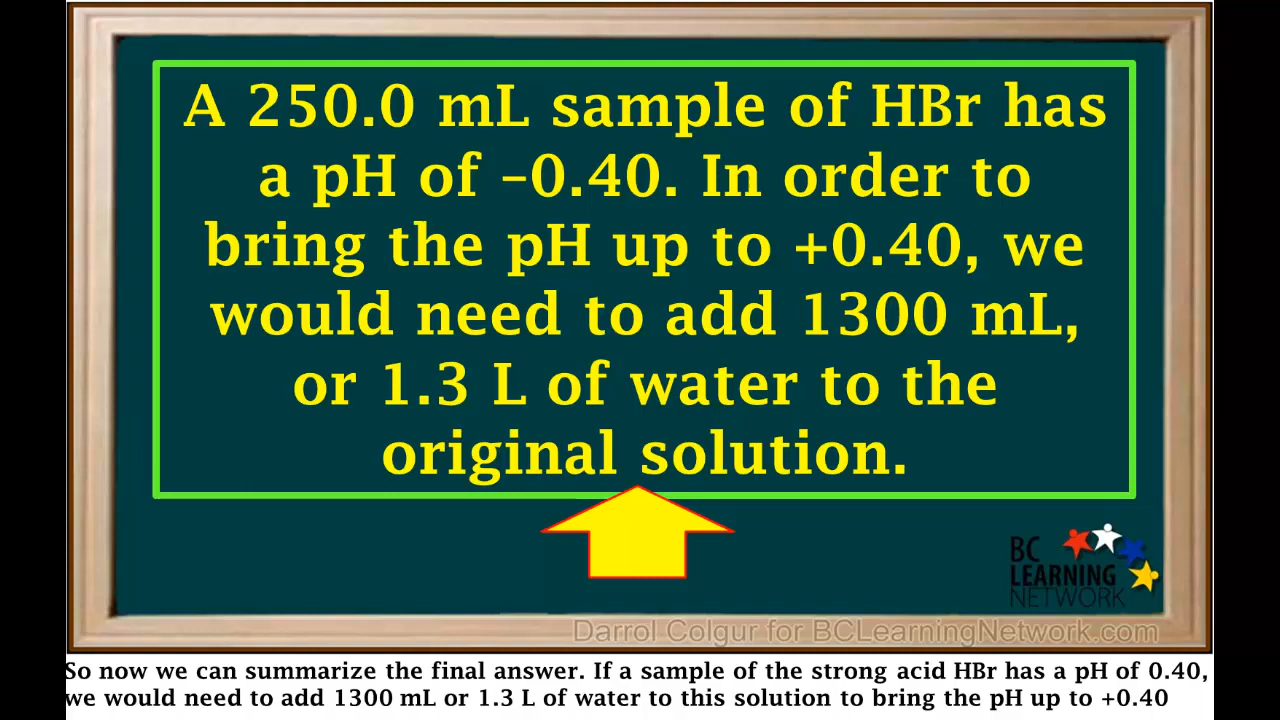 A 250.0 mL sample of HBr has
a pH of –0.40. In order to
bring the pH up to +0.40, we
would need to add 1300 mL,
or 1.3 L of water to the
original solution.
BC
LEARNING
NETWORK
Darrol Colgur for BCLearningNetwork.com
So now we can summarize the final answer. If a sample of the strong acid HBr has a pH of 0.40,
we would need to add 1300 mL or 1.3 L of water to this solution to bring the pH up to +0.40